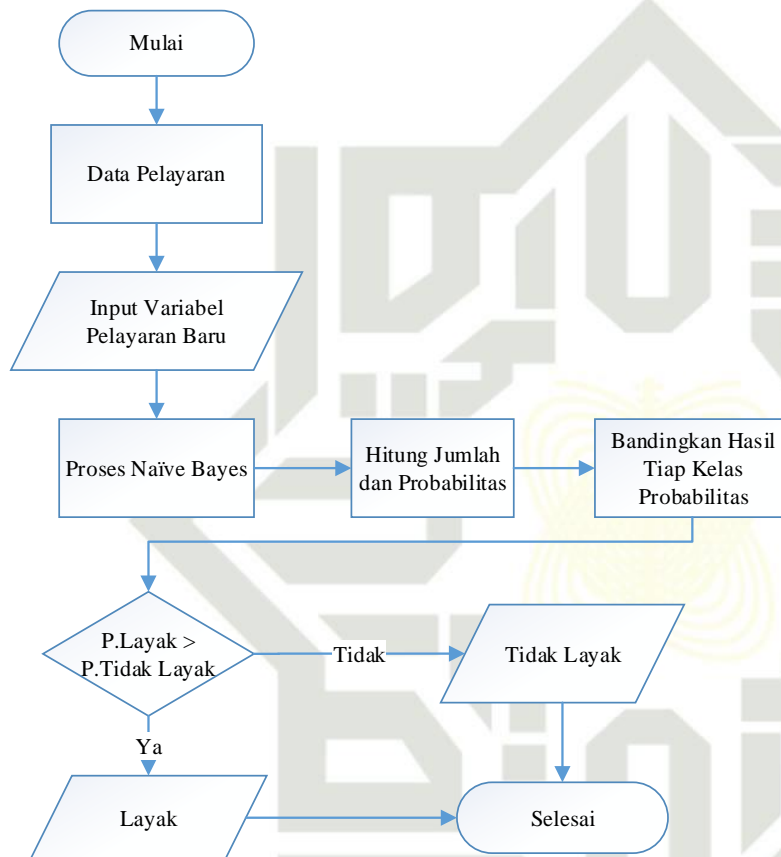 Mulai
Data Pelayaran
Input Variabel
Pelayaran Baru
Proses Naïve Bayes
Hitung Jumlah
dan Probabilitas
Bandingkan Hasil
Tiap Kelas
Probabilitas
P.Layak >
P.Tidak Layak
Tidak
Tidak Layak
Ya
Layak
Selesai